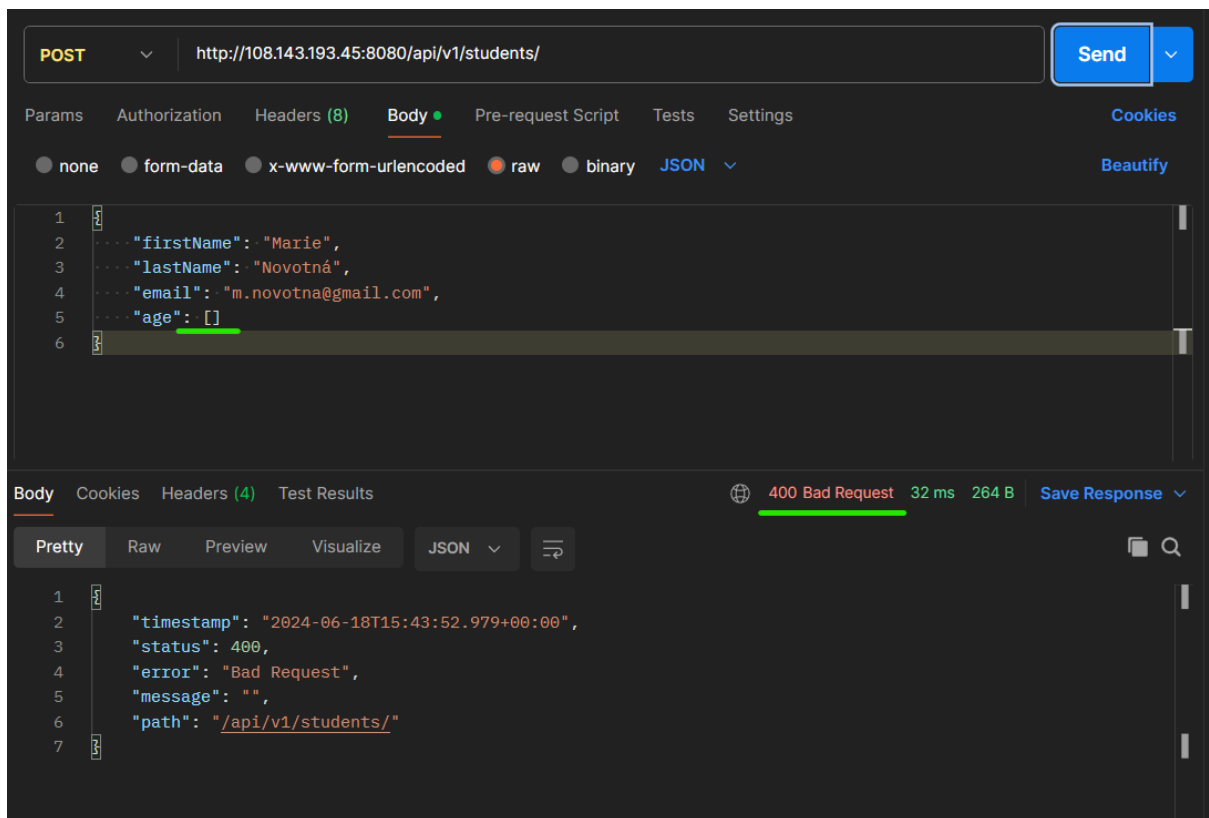 POST http://108.143.193.45:8080/api/v1/students/ Send
Params Authorization Headers (8) Body Pre-request Script Tests Settings Cookies
none form-data x-www-form-urlencoded raw binary JSON Beautify
1 {
2 "firstName": "Marie",
3 "lastName": "Novotná",
4 "email": "m.novotna@gmail.com",
5 "age": []
6 }
Body Cookies Headers (4) Test Results 400 Bad Request 32 ms 264 B Save Response
Pretty Raw Preview Visualize JSON
1 {
2 "timestamp": "2024-06-18T15:43:52.979+00:00",
3 "status": 400,
4 "error": "Bad Request",
5 "message": "",
6 "path": "/api/v1/students/"
7 }